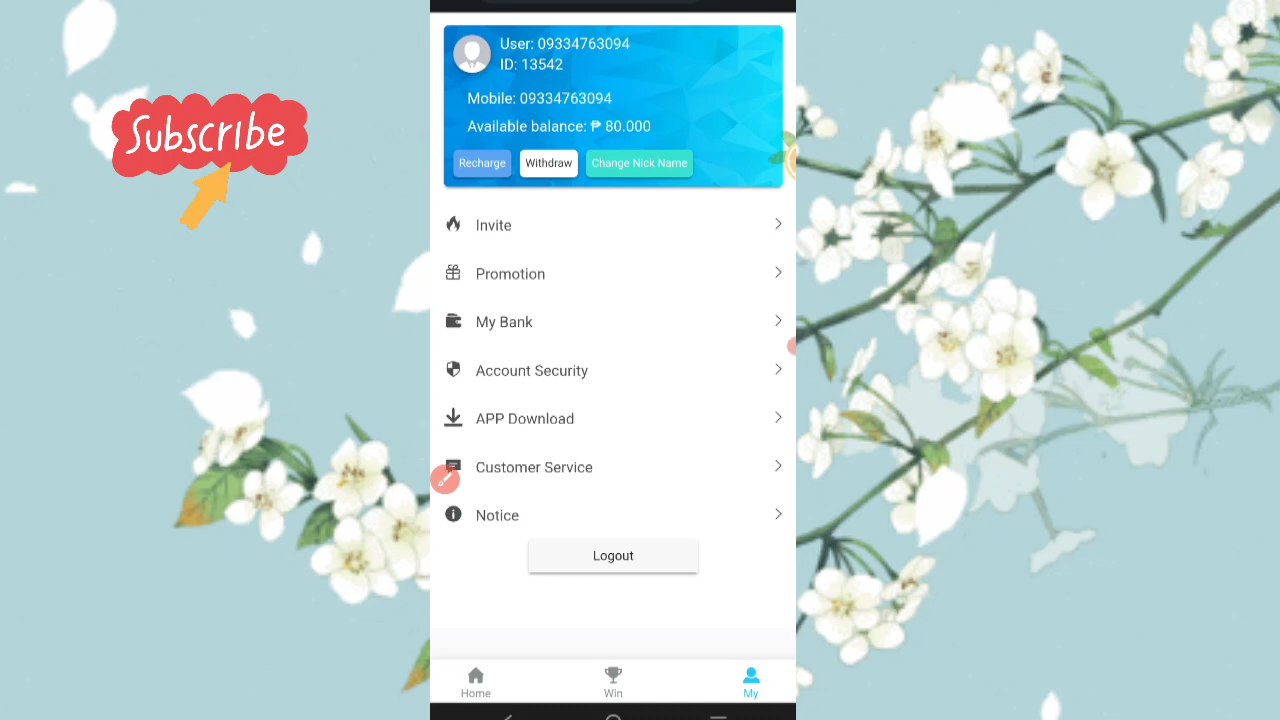 Subscribe
User: 09334763094
ID: 13542
Mobile: 09334763094
Available balance: ₱ 80.000
Recharge Withdraw Change Nick Name
Invite
Promotion
My Bank
Account Security
APP Download
Customer Service
Notice
Logout
Home Win My